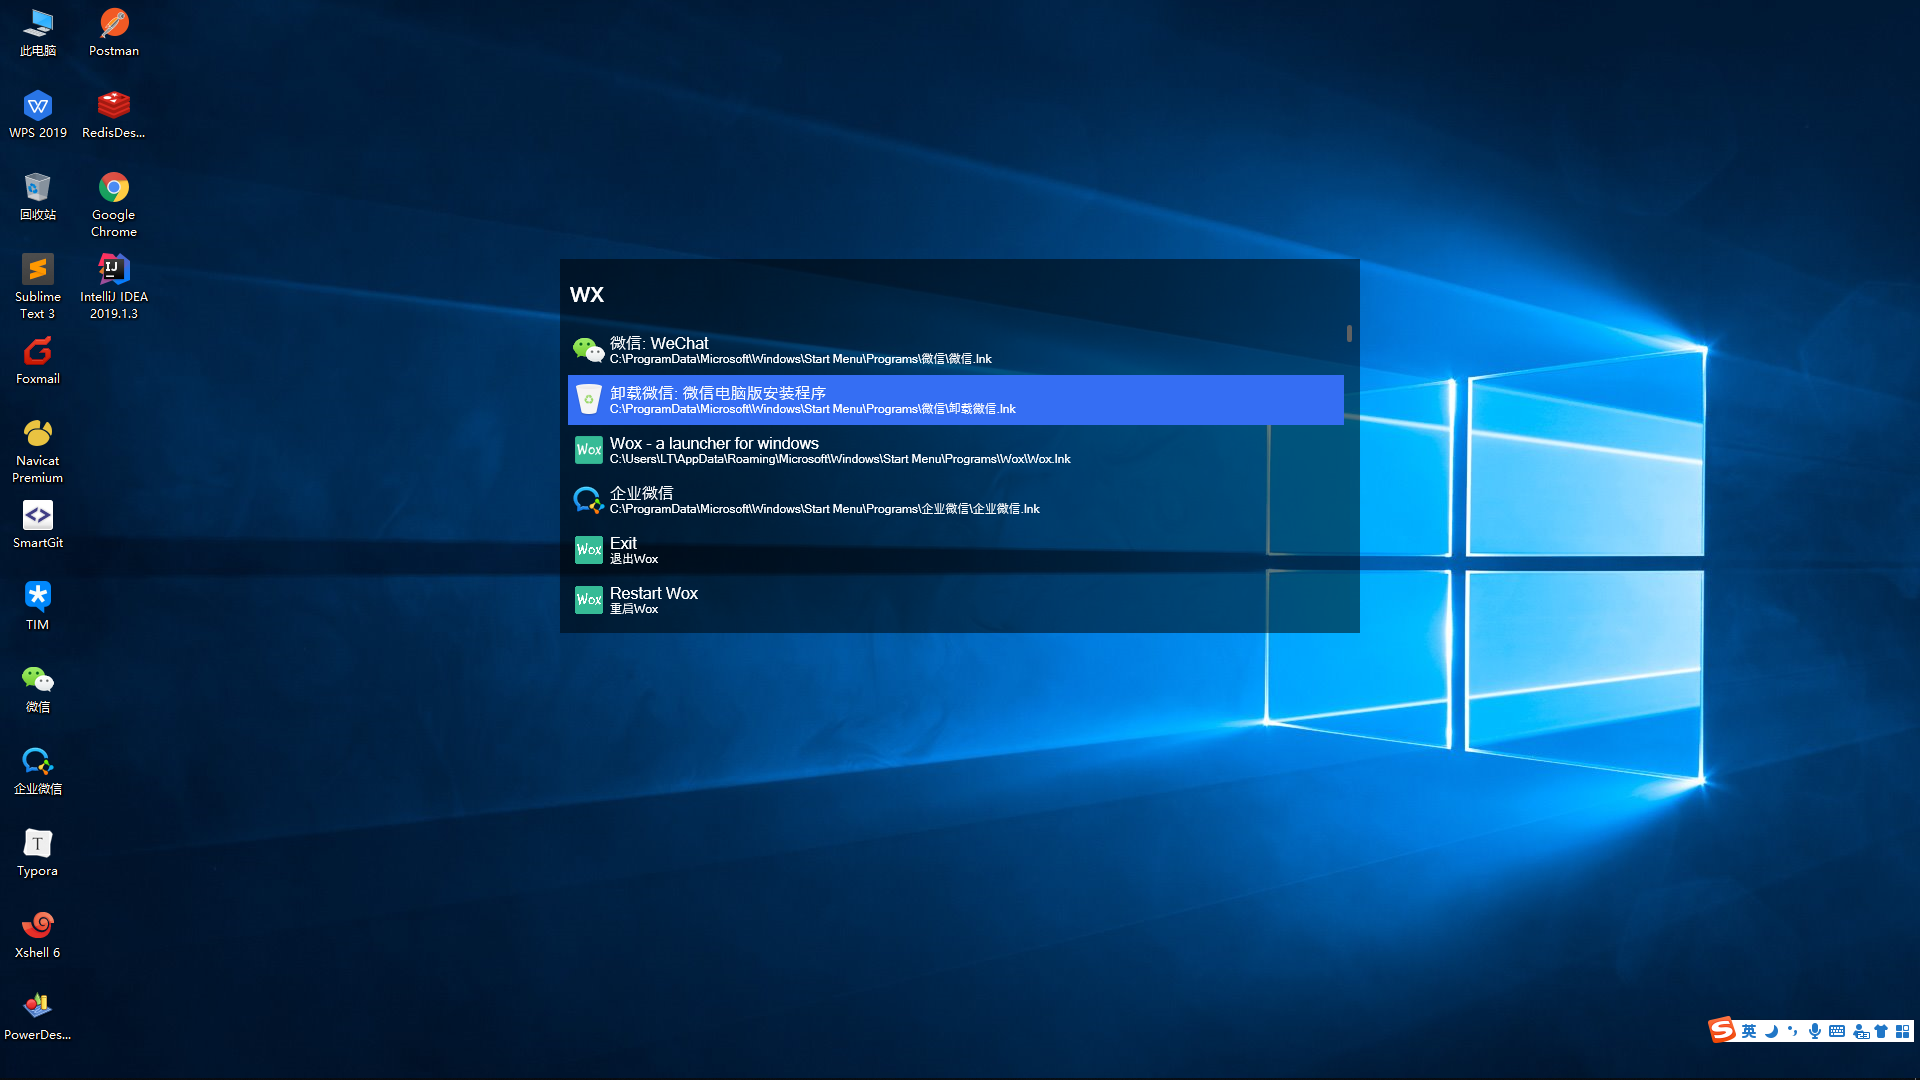 此电脑
Postman
WPS 2019
RedisDes...
回收站
Google
Chrome
Sublime
Text 3
IntelliJ IDEA
2019.1.3
Foxmail
Navicat
Premium
SmartGit
TIM
微信
企业微信
T
Typora
Xshell 6
PowerDes...
wx
微信: WeChat
C:\ProgramData\Microsoft\Windows\Start Menu\Programs\微信\微信.lnk
卸载微信: 微信电脑版安装程序
C:\ProgramData\Microsoft\Windows\Start Menu\Programs\微信\卸载微信.lnk
Wox
Wox - a launcher for windows
C:\Users\LT\AppData\Roaming\Microsoft\Windows\Start Menu\Programs\Wox\Wox.lnk
企业微信
C:\ProgramData\Microsoft\Windows\Start Menu\Programs\企业微信\企业微信.lnk
Wox
Exit
退出Wox
Wox
Restart Wox
重启Wox
S 英